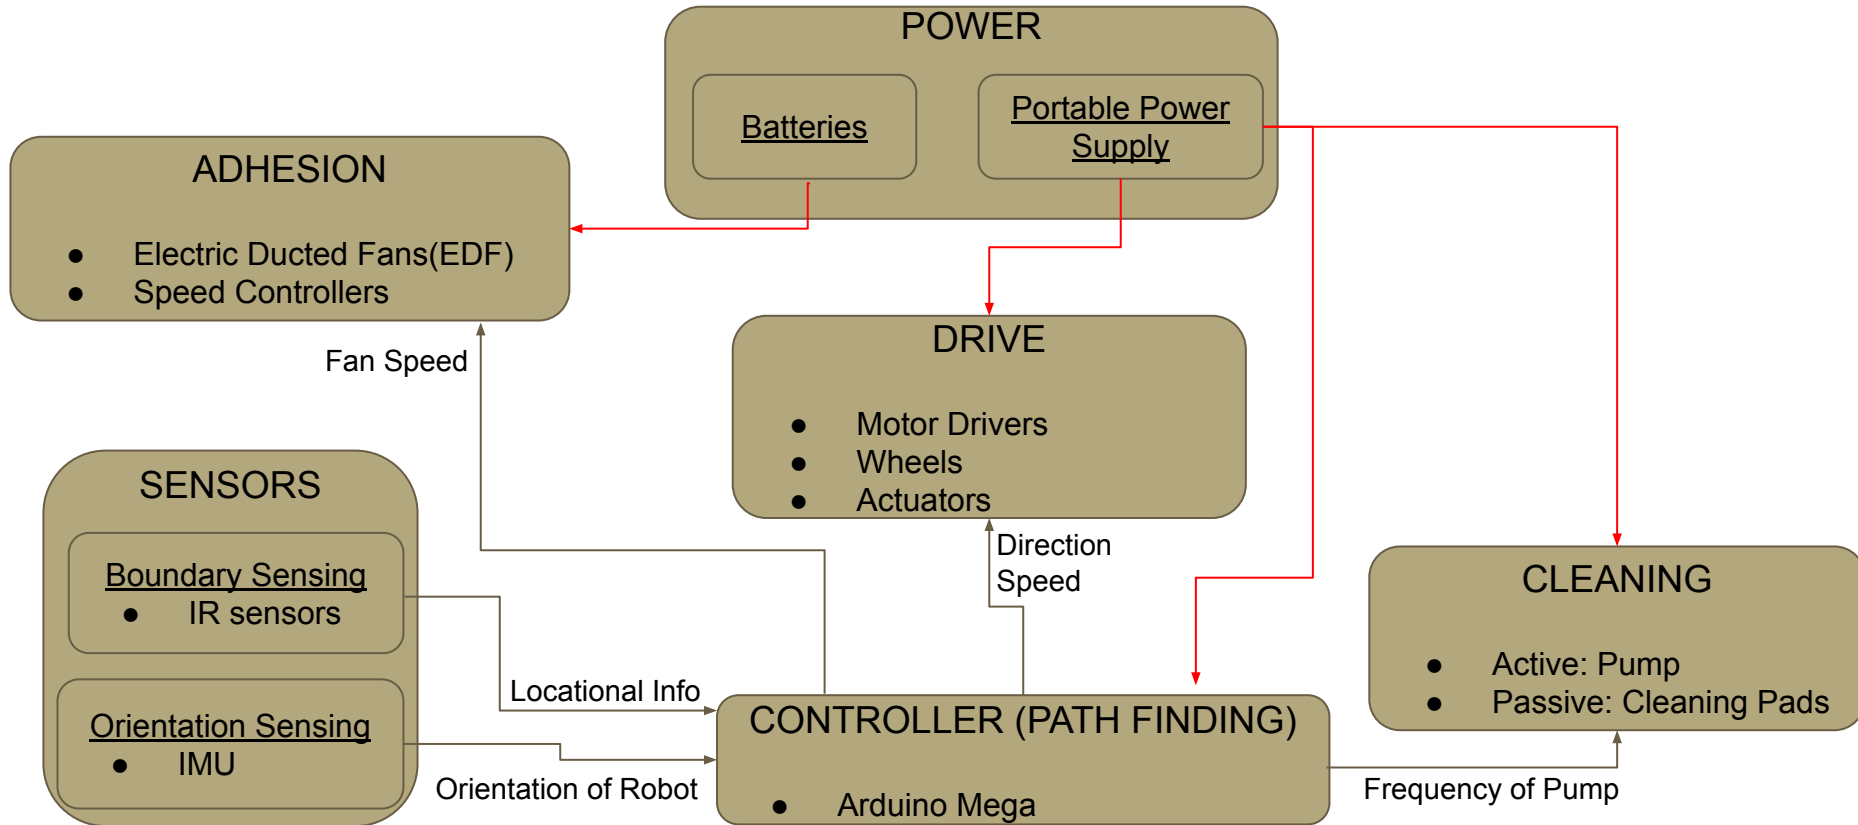 POWER
Batteries
Portable Power
Supply
ADHESION
● Electric Ducted Fans(EDF)
● Speed Controllers
Fan Speed
DRIVE
● Motor Drivers
● Wheels
● Actuators
SENSORS
Boundary Sensing
● IR sensors
Orientation Sensing
● IMU
Direction
Speed
Locational Info
Orientation of Robot
CONTROLLER (PATH FINDING)
● Arduino Mega
CLEANING
● Active: Pump
● Passive: Cleaning Pads
Frequency of Pump